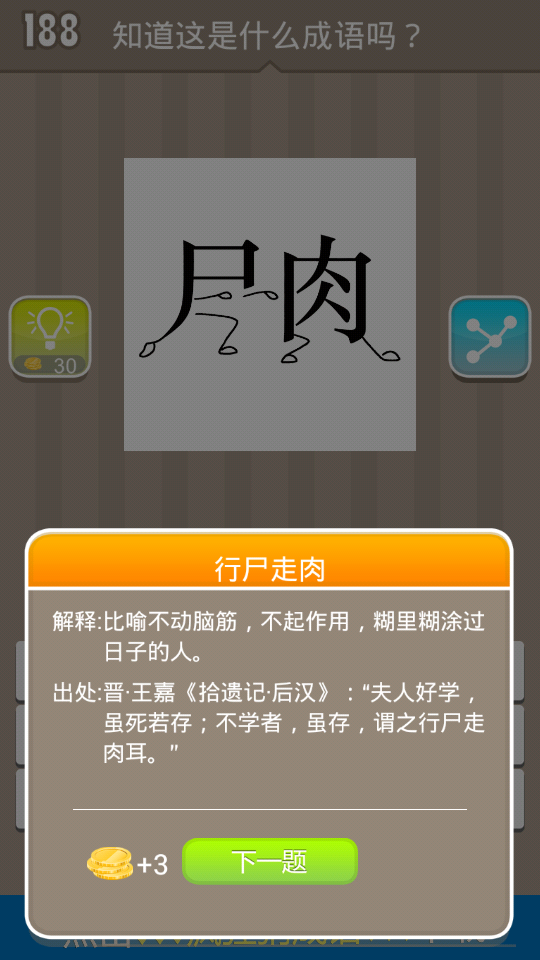 188
知道这是什么成语吗？
尸肉
30
行尸走肉
解释:比喻不动脑筋，不起作用，糊里糊涂过
日子的人。
出处:晋·王嘉《拾遗记·后汉》：“夫人好学，
虽死若存；不学者，虽存，谓之行尸走
肉耳。”
+3
下一题